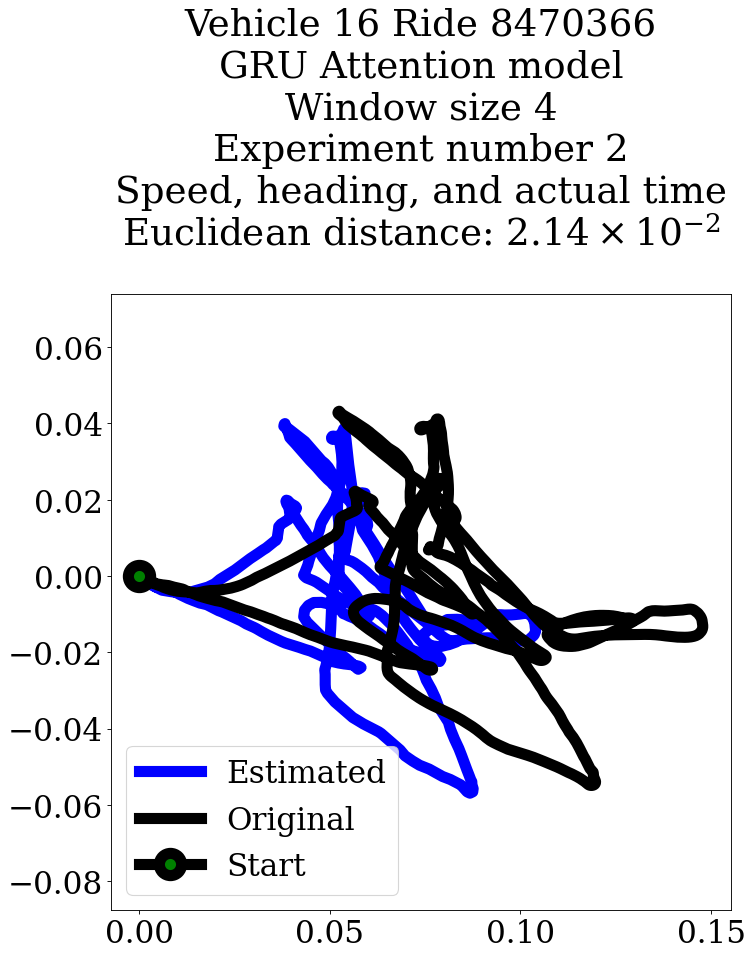 Vehicle 16 Ride 8470366
GRU Attention model
Window size 4
Experiment number 2
Speed, heading, and actual time
Euclidean distance: 2.14 × 10⁻²
0.06
0.04
0.02
0.00
−0.02
−0.04
−0.06
−0.08
Estimated
Original
Start
0.00 0.05 0.10 0.15